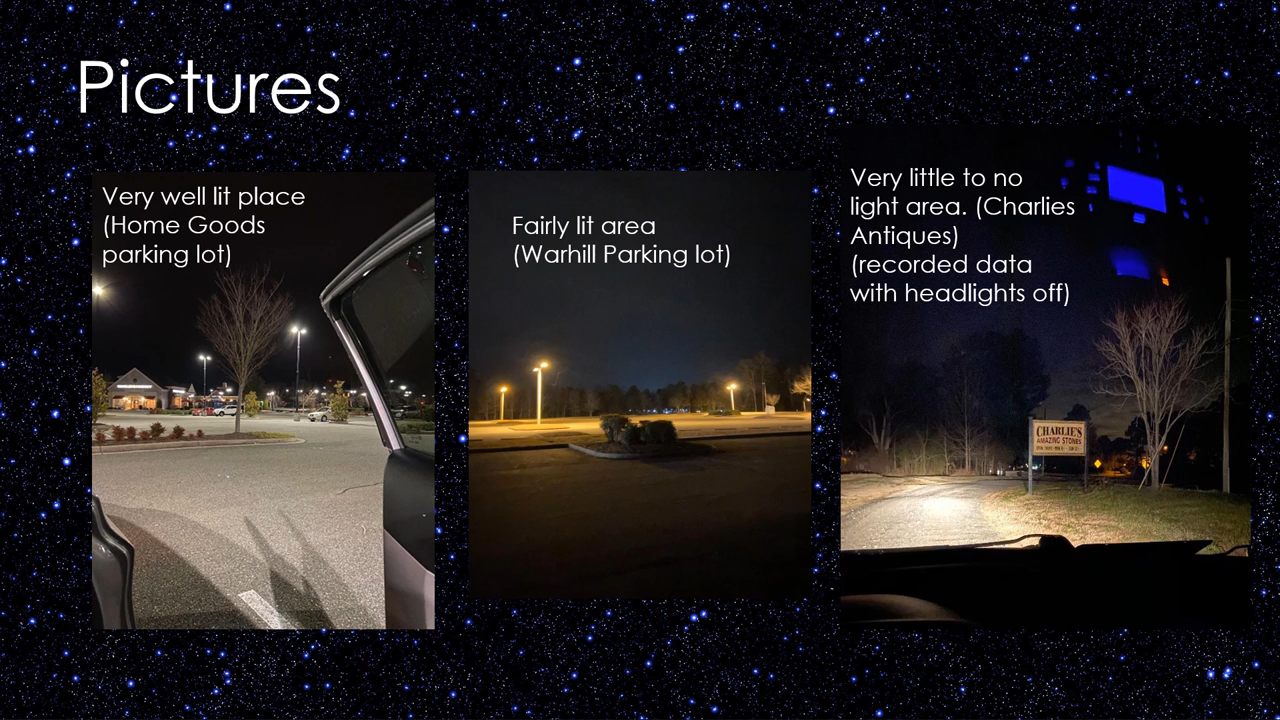 Pictures
Very well lit place
(Home Goods
parking lot)
Fairly lit area
(Warhill Parking lot)
Very little to no
light area. (Charlies
Antiques)
(recorded data
with headlights off)
CHARLIE'S
AMAZING STONES